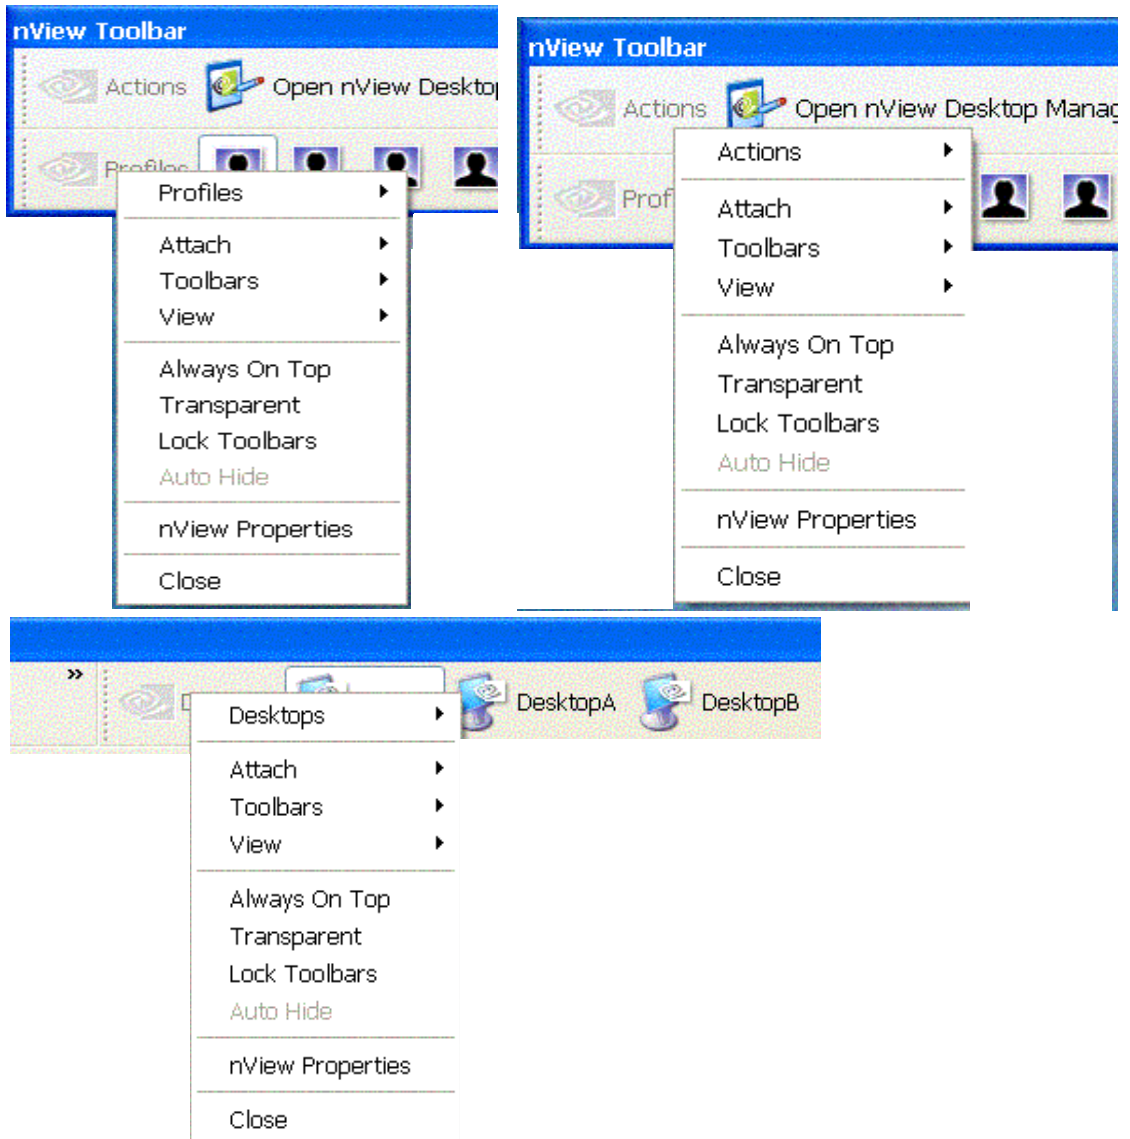 nView Toolbar
Actions Open nView Desktop
Profiles
Profiles
Attach
Toolbars
View
Always On Top
Transparent
Lock Toolbars
Auto Hide
nView Properties
Close
nView Toolbar
Actions Open nView Desktop Manag
Prof
Actions
Attach
Toolbars
View
Always On Top
Transparent
Lock Toolbars
Auto Hide
nView Properties
Close
» D DesktopA DesktopB
Desktops
Attach
Toolbars
View
Always On Top
Transparent
Lock Toolbars
Auto Hide
nView Properties
Close